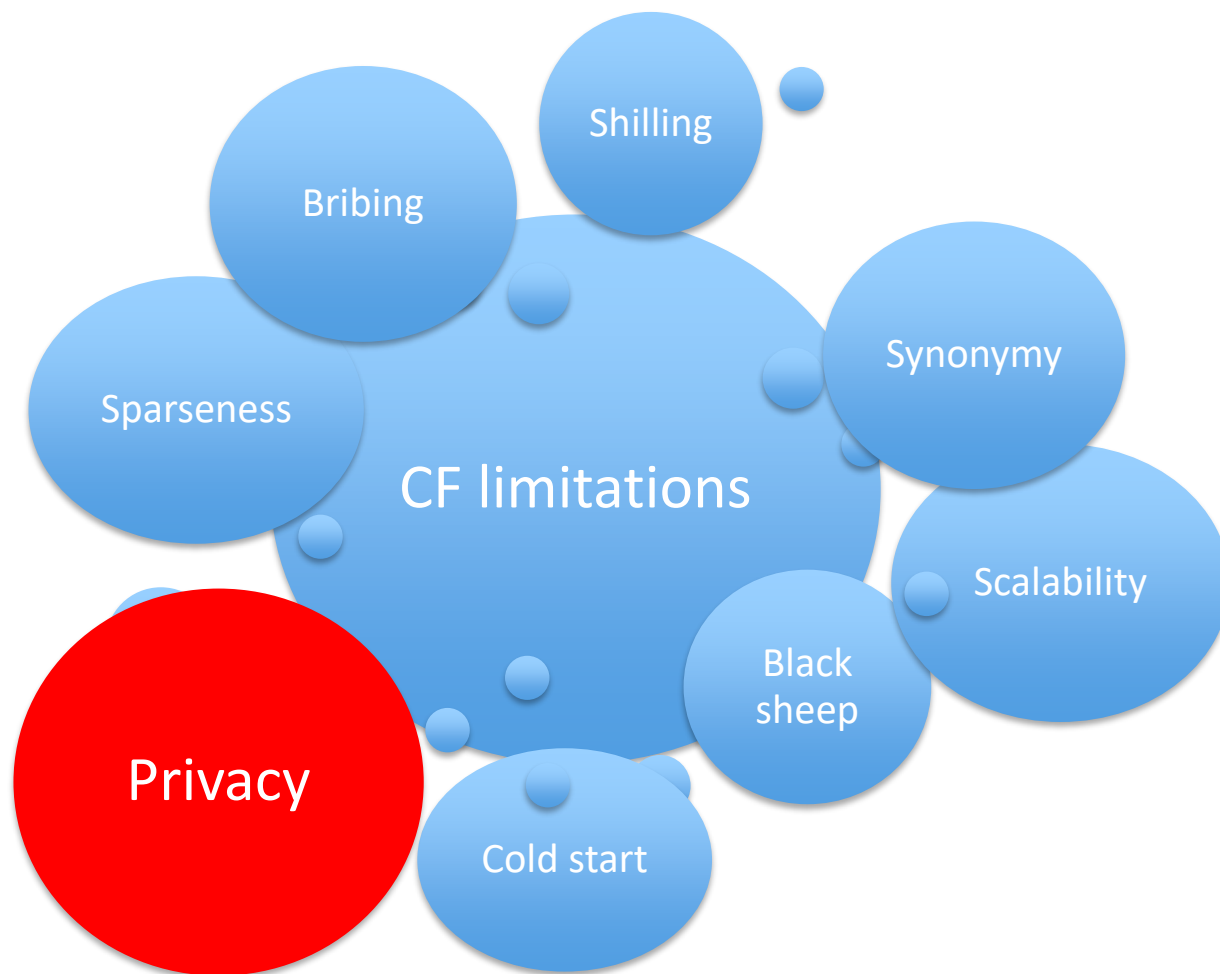 Shilling
Bribing
Synonymy
Sparseness
CF limitations
Scalability
Black
sheep
Privacy
Cold start